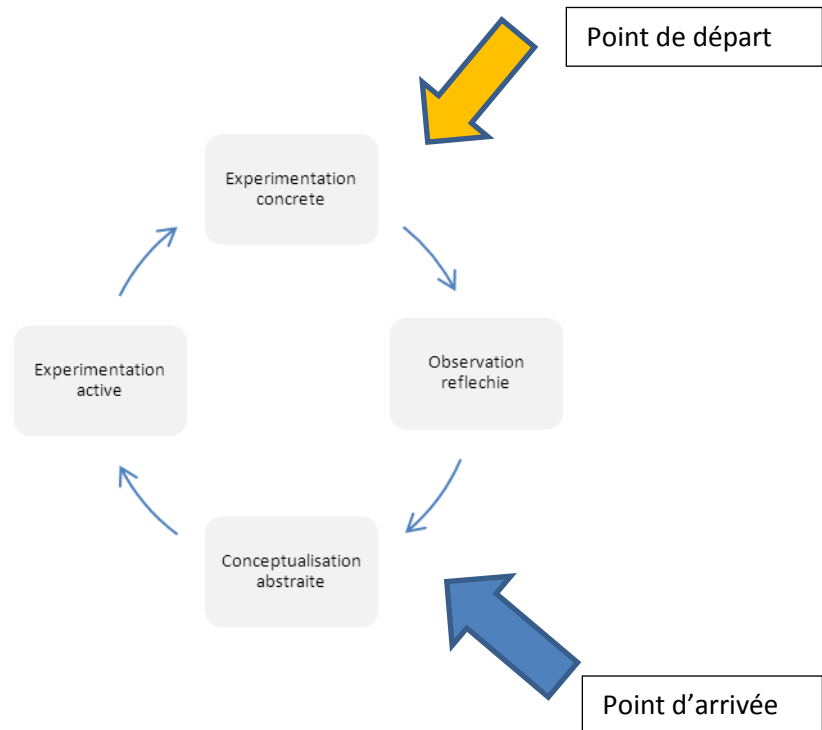 Point de départ
Experimentation
concrete
Observation
reflechie
Experimentation
active
Conceptualisation
abstraite
Point d’arrivée